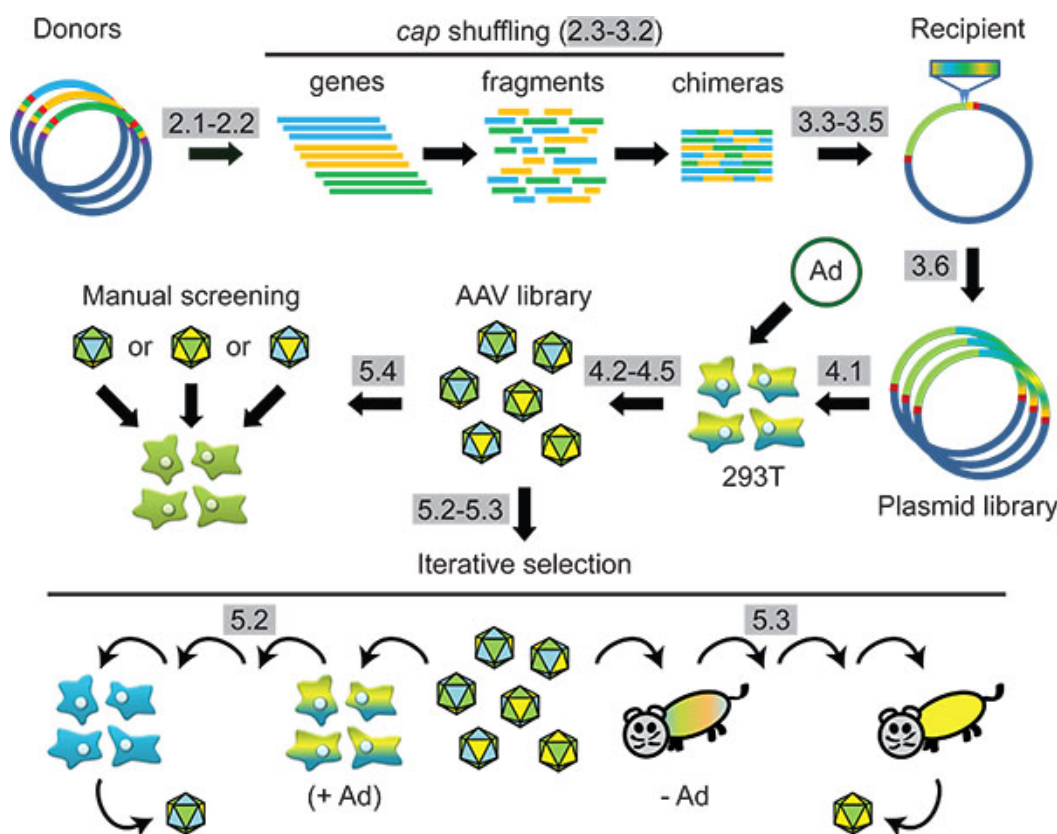 Donors
cap shuffling (2.3-3.2)
Recipient
genes
fragments
chimeras
2.1-2.2
3.3-3.5
3.6
Ad
Manual screening
AAV library
or
or
5.4
4.2-4.5
4.1
293T
Plasmid library
5.2-5.3
Iterative selection
5.2
5.3
(+ Ad)
- Ad